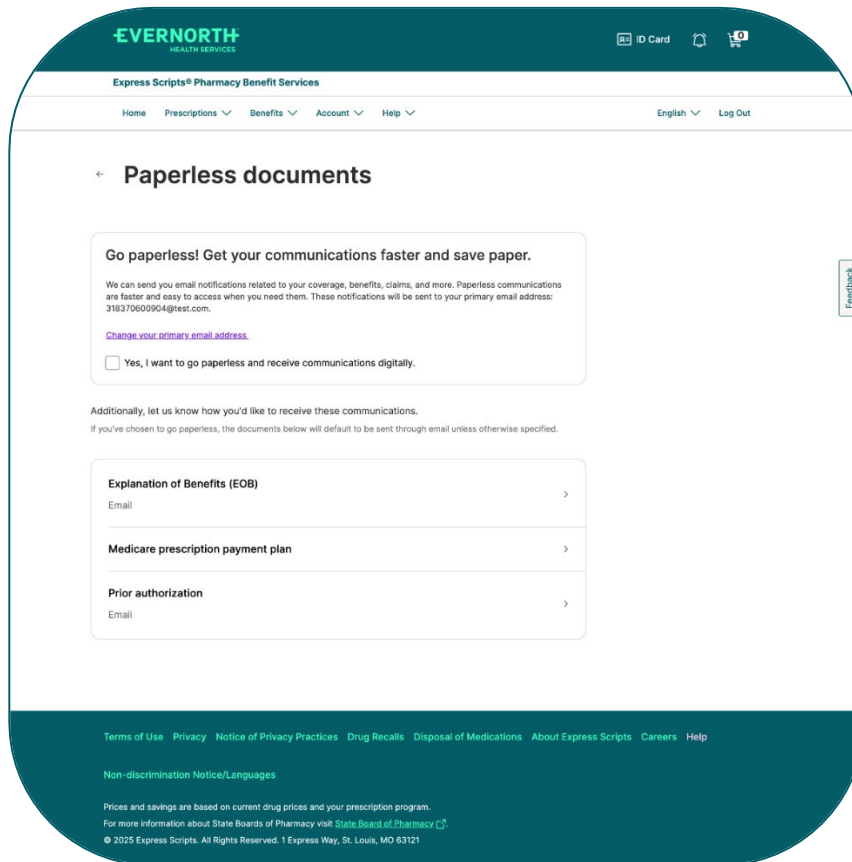 EVERNORTH
HEALTH SERVICES
ID Card
0
Express Scripts® Pharmacy Benefit Services
Home Prescriptions Benefits Account Help English Log Out
← Paperless documents
Go paperless! Get your communications faster and save paper.
We can send you email notifications related to your coverage, benefits, claims, and more. Paperless communications
are faster and easy to access when you need them. These notifications will be sent to your primary email address:
318370600904@test.com.
Change your primary email address
Yes, I want to go paperless and receive communications digitally.
Feedback
Additionally, let us know how you'd like to receive these communications.
If you've chosen to go paperless, the documents below will default to be sent through email unless otherwise specified.
Explanation of Benefits (EOB)
Email
Medicare prescription payment plan
Prior authorization
Email
Terms of Use Privacy Notice of Privacy Practices Drug Recalls Disposal of Medications About Express Scripts Careers Help
Non-discrimination Notice/Languages
Prices and savings are based on current drug prices and your prescription program.
For more information about State Boards of Pharmacy visit State Board of Pharmacy.
© 2025 Express Scripts. All Rights Reserved. 1 Express Way, St. Louis, MO 63121